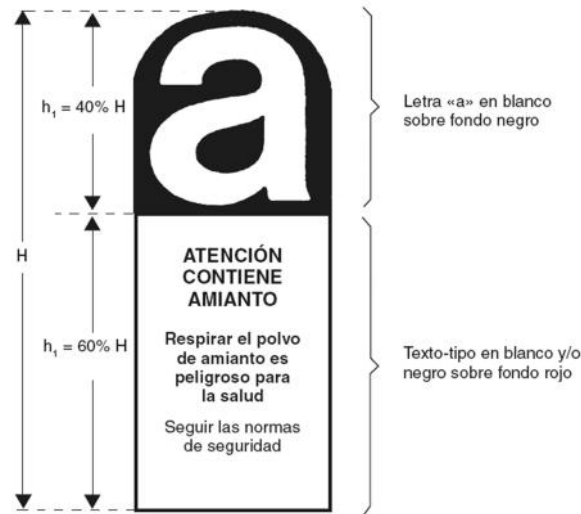 a
h₁ = 40% H
Letra «a» en blanco
sobre fondo negro
H
ATENCIÓN
CONTIENE
AMIANTO
Respirar el polvo
de amianto es
peligroso para
la salud
Seguir las normas
de seguridad
h₁ = 60% H
Texto-tipo en blanco y/o
negro sobre fondo rojo